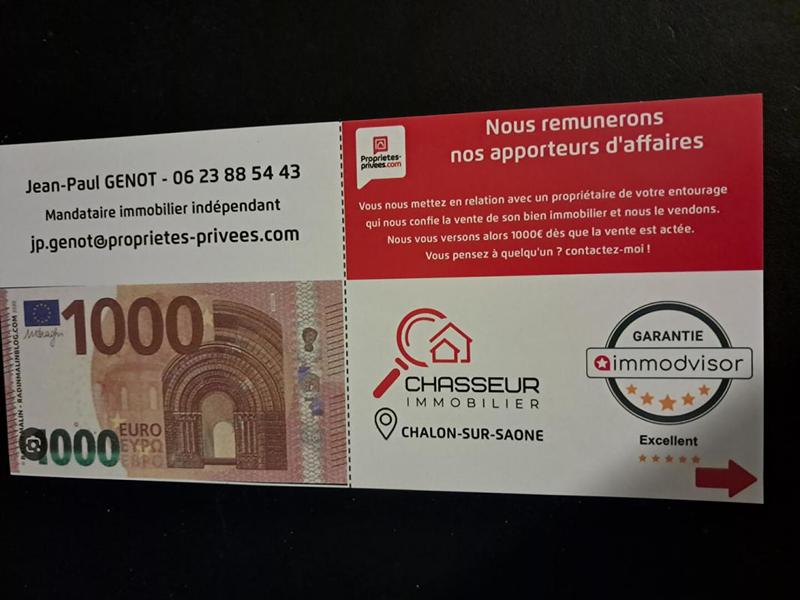 Jean-Paul GENOT - 06 23 88 54 43
Mandataire immobilier indépendant
jp.genot@proprietes-privees.com
Proprietes-
privees.com
Nous remunerons
nos apporteurs d'affaires
Vous nous mettez en relation avec un propriétaire de votre entourage
qui nous confie la vente de son bien immobilier et nous le vendons.
Nous vous versons alors 1000€ dès que la vente est actée.
Vous pensez à quelqu'un ? contactez-moi !
1000
1000
EURO
ΕΥΡΩ
ЕВРО
RADINMALIN - RADINMALINBLOG.COM
CHASSEUR
IMMOBILIER
CHALON-SUR-SAONE
GARANTIE
immodvisor
Excellent